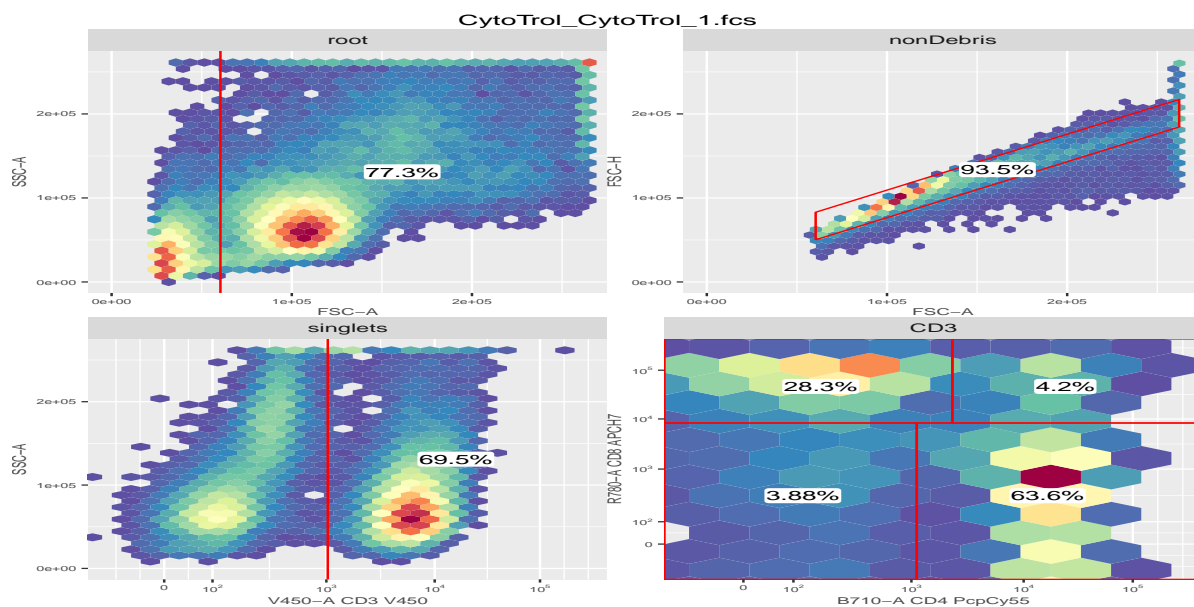 CytoTrol_CytoTrol_1.fcs
root
nonDebris
SSC−A
2e+05
1e+05
0e+00
77.3%
0e+00
1e+05
2e+05
FSC−A
FSC−H
2e+05
1e+05
0e+00
93.5%
0e+00
1e+05
2e+05
FSC−A
singlets
CD3
SSC−A
2e+05
1e+05
0e+00
69.5%
0
10²
10³
10⁴
10⁵
V450−A CD3 V450
R780−A CD8 APCH7
10⁵
10⁴
10³
10²
0
28.3%
4.2%
3.88%
63.6%
0
10²
10³
10⁴
10⁵
B710−A CD4 PcpCy55